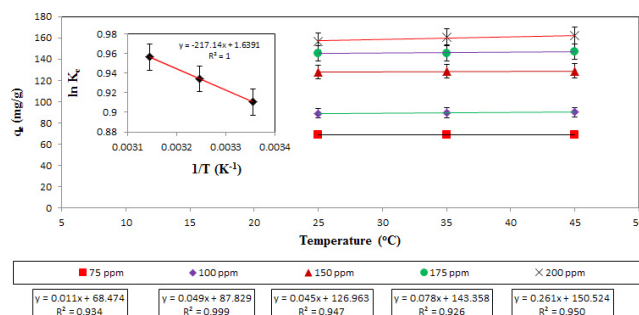 180
160
140
120
100
80
60
40
20
0
qₑ (mg/g)
5
10
15
20
25
30
35
40
45
50
Temperature (°C)
0.98
0.96
0.94
0.92
0.9
0.88
ln Kc
y = -217.14x + 1.6391
R² = 1
0.0031
0.0032
0.0032
0.0033
0.0033
0.0034
1/T (K⁻¹)
75 ppm
100 ppm
150 ppm
175 ppm
200 ppm
y = 0.011x + 68.474
R² = 0.934
y = 0.049x + 87.829
R² = 0.999
y = 0.045x + 126.963
R² = 0.947
y = 0.078x + 143.358
R² = 0.926
y = 0.261x + 150.524
R² = 0.950